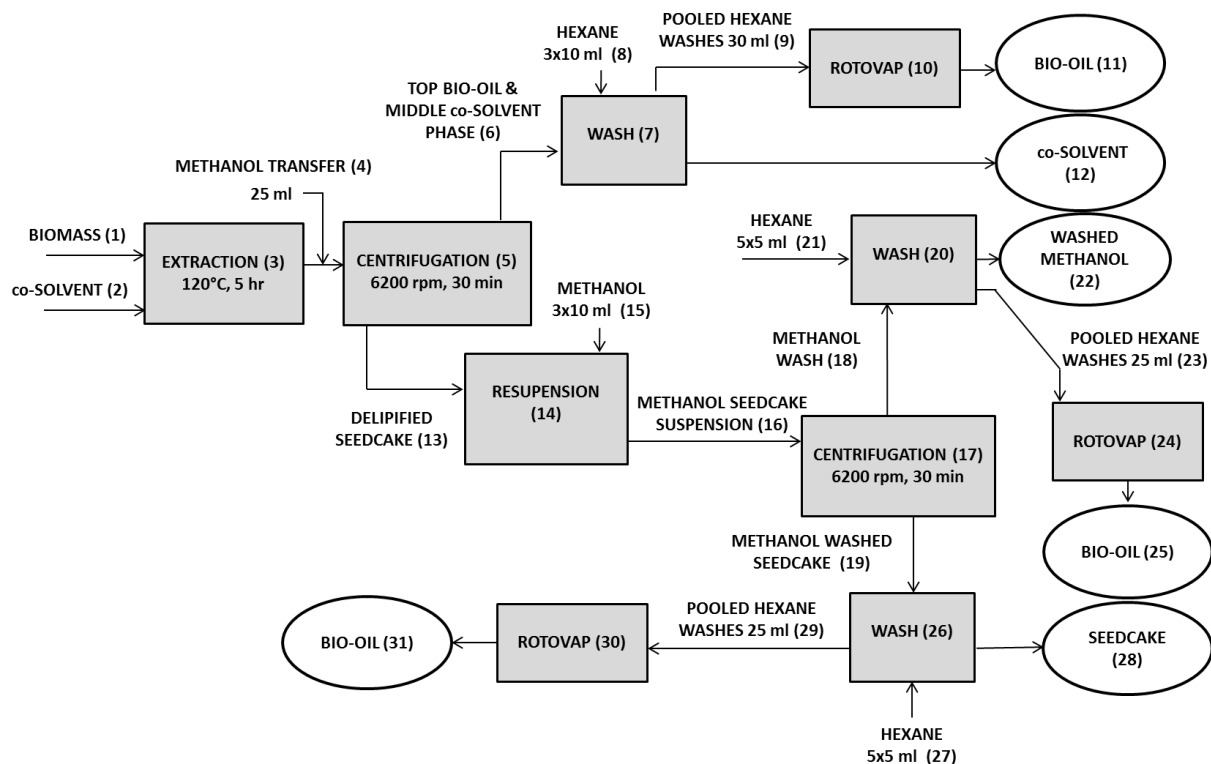 HEXANE
3x10 ml (8)
POOLED HEXANE
WASHES 30 ml (9)
ROTOVAP (10)
BIO-OIL (11)
TOP BIO-OIL &
MIDDLE co-SOLVENT
PHASE (6)
WASH (7)
co-SOLVENT
(12)
METHANOL TRANSFER (4)
25 ml
BIOMASS (1)
co-SOLVENT (2)
EXTRACTION (3)
120°C, 5 hr
CENTRIFUGATION (5)
6200 rpm, 30 min
HEXANE
5x5 ml (21)
WASH (20)
WASHED
METHANOL
(22)
METHANOL
3x10 ml (15)
DELIPIFIED
SEEDCAKE (13)
RESUPENSION
(14)
METHANOL SEEDCAKE
SUSPENSION (16)
METHANOL
WASH (18)
POOLED HEXANE
WASHES 25 ml (23)
CENTRIFUGATION (17)
6200 rpm, 30 min
ROTOVAP (24)
BIO-OIL (25)
METHANOL WASHED
SEEDCAKE (19)
BIO-OIL (31)
ROTOVAP (30)
POOLED HEXANE
WASHES 25 ml (29)
WASH (26)
SEEDCAKE
(28)
HEXANE
5x5 ml (27)